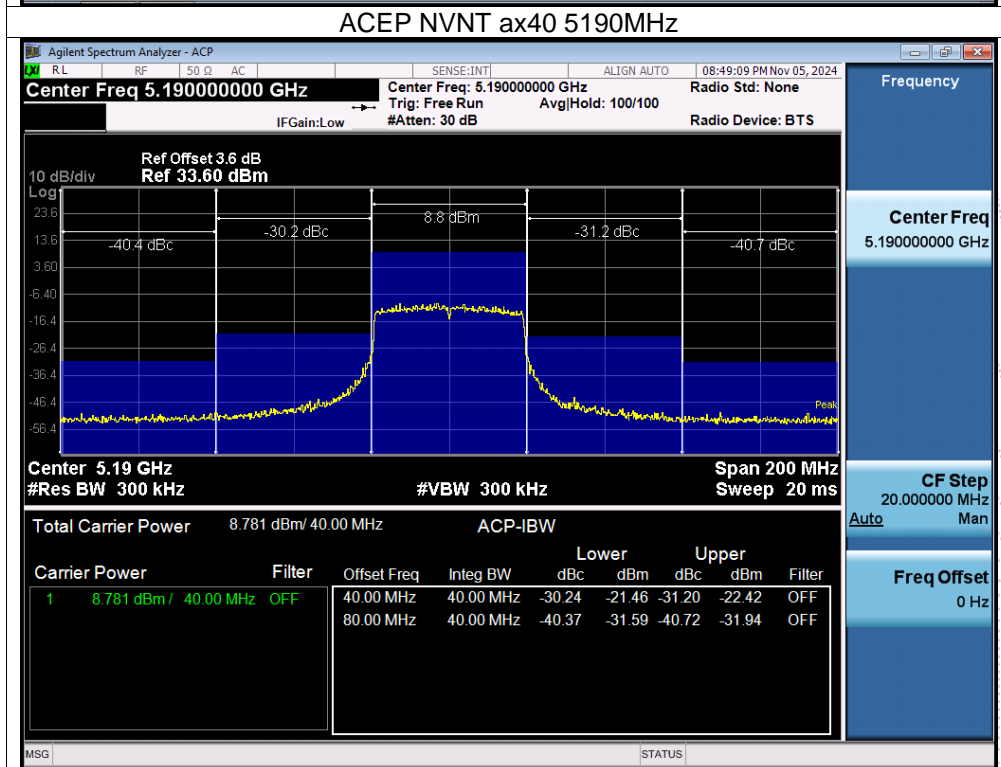 ACEP NVNT ax40 5190MHz
Agilent Spectrum Analyzer - ACP
LXI RL RF 50 Ω AC SENSE:INT ALIGN AUTO 08:49:09 PM Nov 05, 2024
Center Freq 5.190000000 GHz
Center Freq: 5.190000000 GHz Radio Std: None
Trig: Free Run Avg|Hold: 100/100
IFGain:Low #Atten: 30 dB Radio Device: BTS
Ref Offset 3.6 dB
10 dB/div Ref 33.60 dBm
Log
23.6
13.6
3.60
-6.40
-16.4
-26.4
-36.4
-46.4
-56.4
-40.4 dBc -30.2 dBc 8.8 dBm -31.2 dBc -40.7 dBc
Peak
Center 5.19 GHz Span 200 MHz
#Res BW 300 kHz #VBW 300 kHz Sweep 20 ms
Total Carrier Power 8.781 dBm/ 40.00 MHz ACP-IBW
Lower Upper
Carrier Power Filter Offset Freq Integ BW dBc dBm dBc dBm Filter
1 8.781 dBm / 40.00 MHz OFF 40.00 MHz 40.00 MHz -30.24 -21.46 -31.20 -22.42 OFF
80.00 MHz 40.00 MHz -40.37 -31.59 -40.72 -31.94 OFF
MSG STATUS
Frequency
Center Freq
5.190000000 GHz
CF Step
20.000000 MHz
Auto Man
Freq Offset
0 Hz